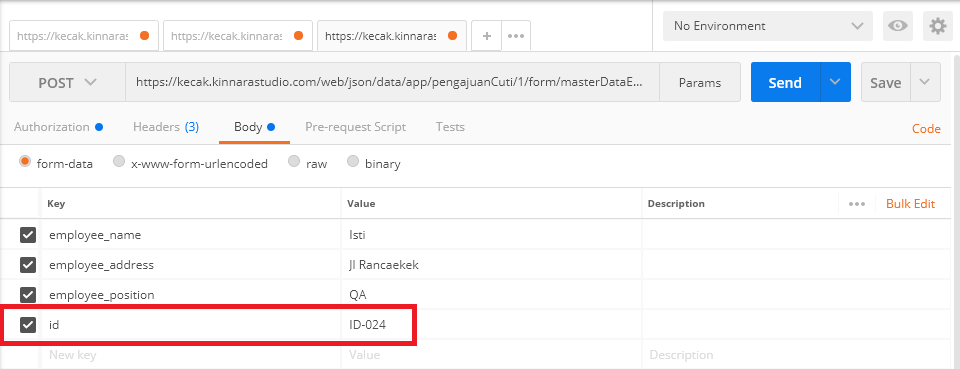 https://kecak.kinnaras https://kecak.kinnaras https://kecak.kinnaras + ••• No Environment
POST https://kecak.kinnarastudio.com/web/json/data/app/pengajuanCuti/1/form/masterDataE... Params Send Save
Authorization Headers (3) Body Pre-request Script Tests Code
form-data x-www-form-urlencoded raw binary
Key Value Description ••• Bulk Edit
employee_name Isti
employee_address Jl Rancaekek
employee_position QA
id ID-024
New key Value Description